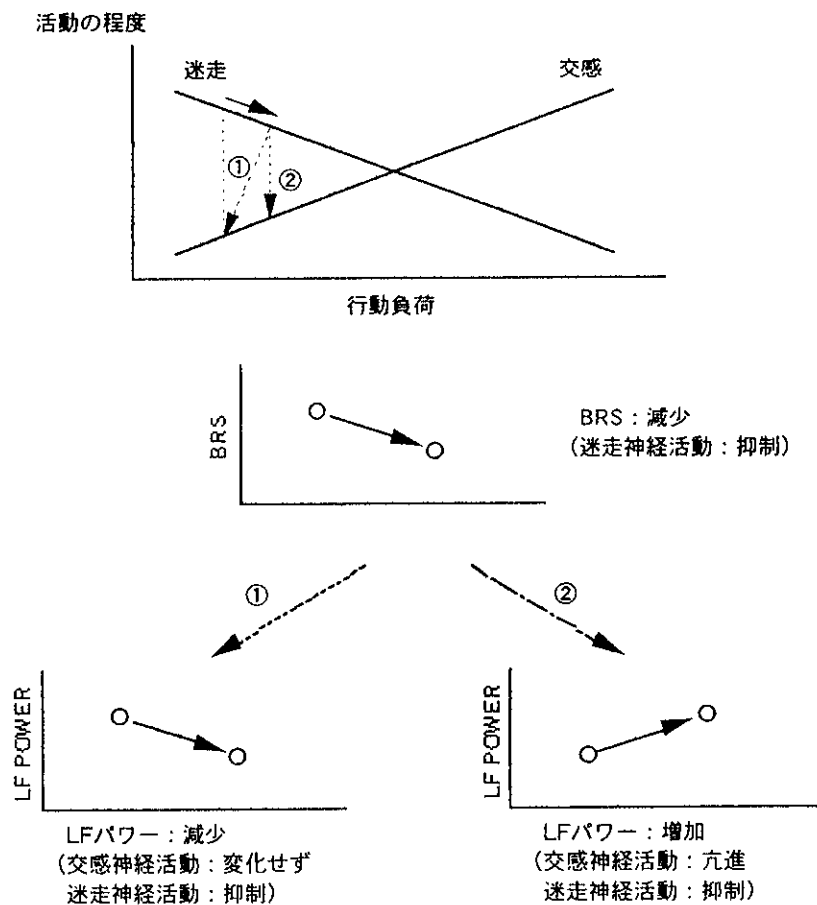 活動の程度
迷走
交感
①
②
行動負荷
BRS
BRS：減少
（迷走神経活動：抑制）
①
②
LF POWER
LF POWER
LFパワー：減少
（交感神経活動：変化せず
迷走神経活動：抑制）
LFパワー：増加
（交感神経活動：亢進
迷走神経活動：抑制）